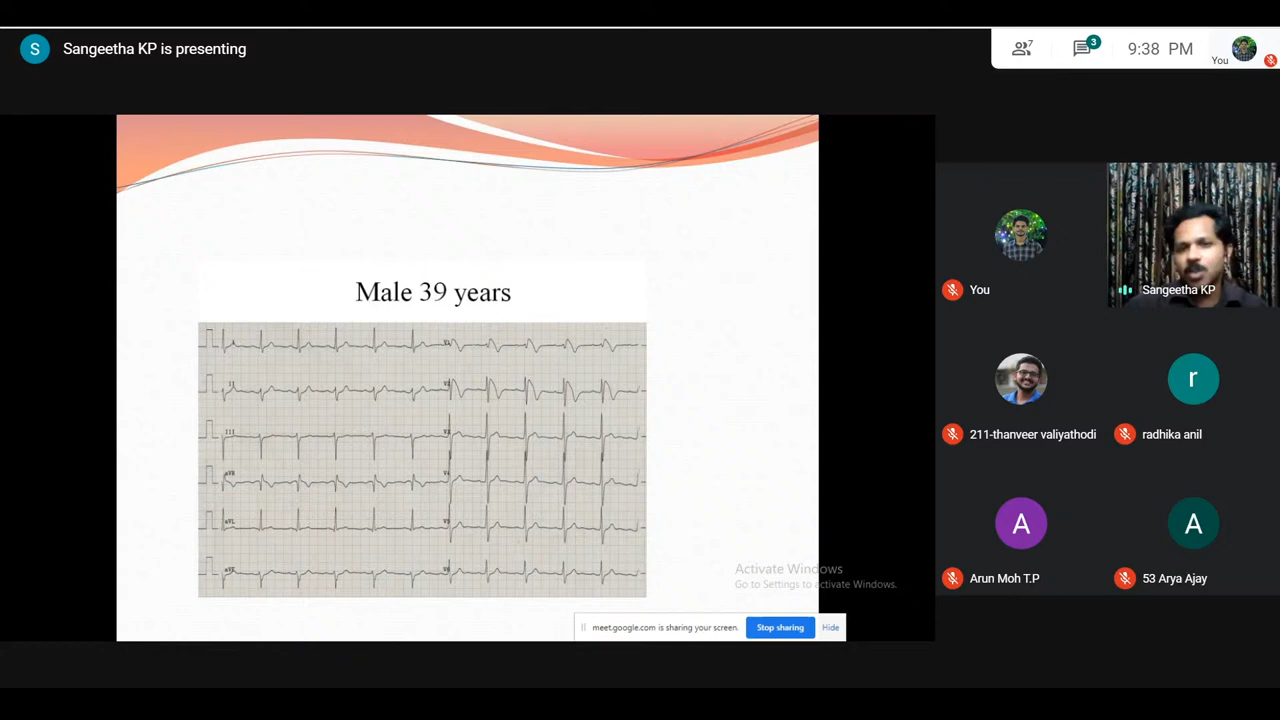 S
Sangeetha KP is presenting
7
3
9:38 PM
You
Male 39 years
II
III
aVR
aVL
aVF
V1
V2
V3
V4
V5
V6
Activate Windows
Go to Settings to activate Windows.
meet.google.com is sharing your screen.
Stop sharing
Hide
You
Sangeetha KP
r
211-thanveer valiyathodi
radhika anil
A
A
Arun Moh T.P
53 Arya Ajay